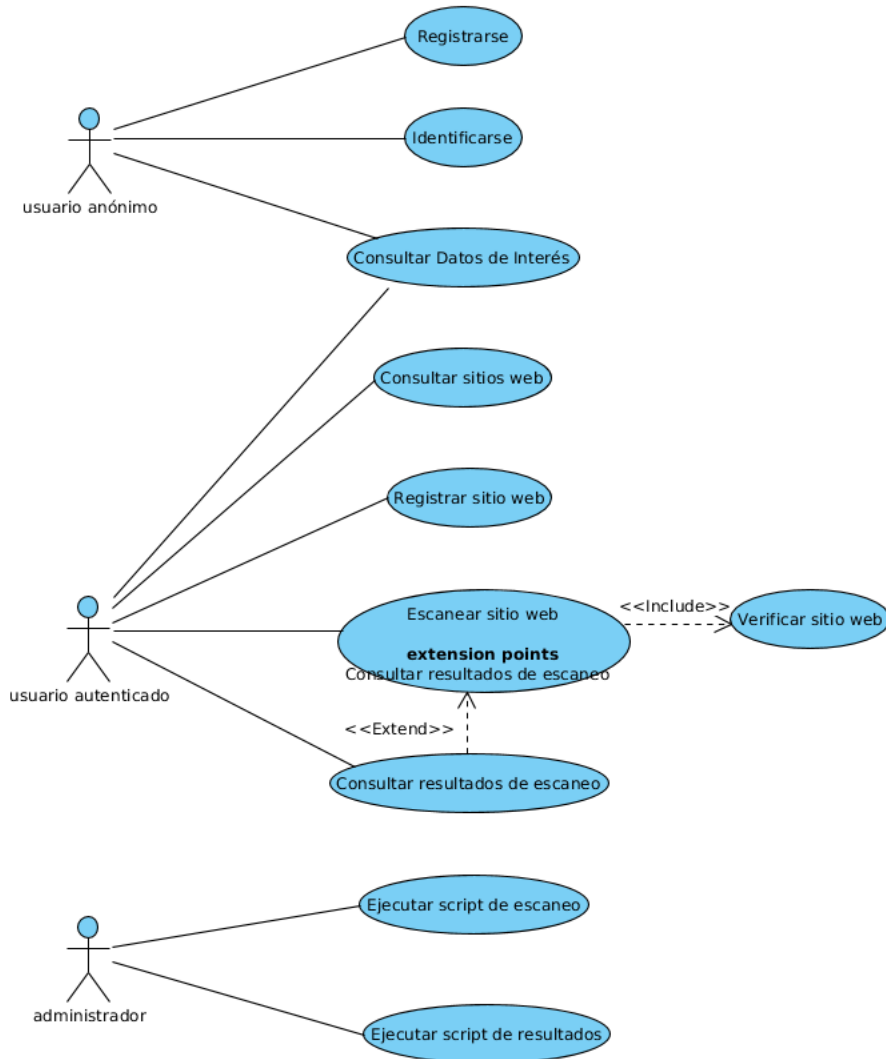 Registrarse
Identificarse
usuario anónimo
Consultar Datos de Interés
Consultar sitios web
Registrar sitio web
Escanear sitio web
<<Include>>
Verificar sitio web
extension points
Consultar resultados de escaneo
usuario autenticado
<<Extend>>
Consultar resultados de escaneo
Ejecutar script de escaneo
administrador
Ejecutar script de resultados